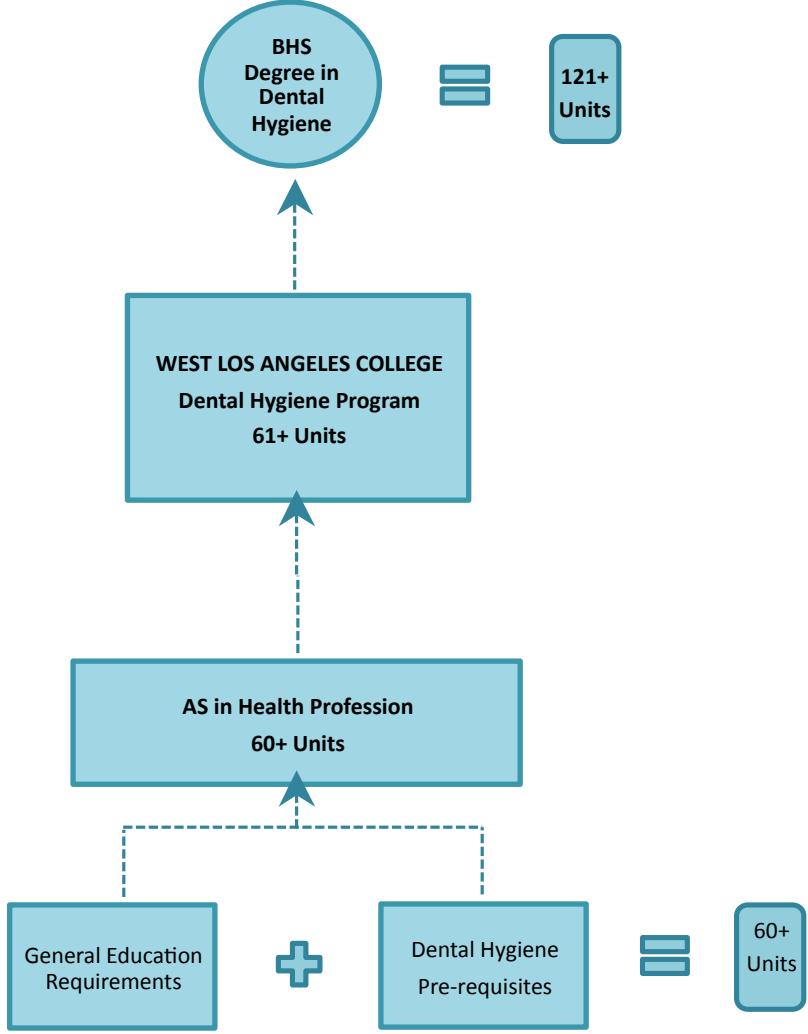 BHS
Degree in
Dental
Hygiene
121+
Units
WEST LOS ANGELES COLLEGE
Dental Hygiene Program
61+ Units
AS in Health Profession
60+ Units
General Education
Requirements
Dental Hygiene
Pre-requisites
60+
Units